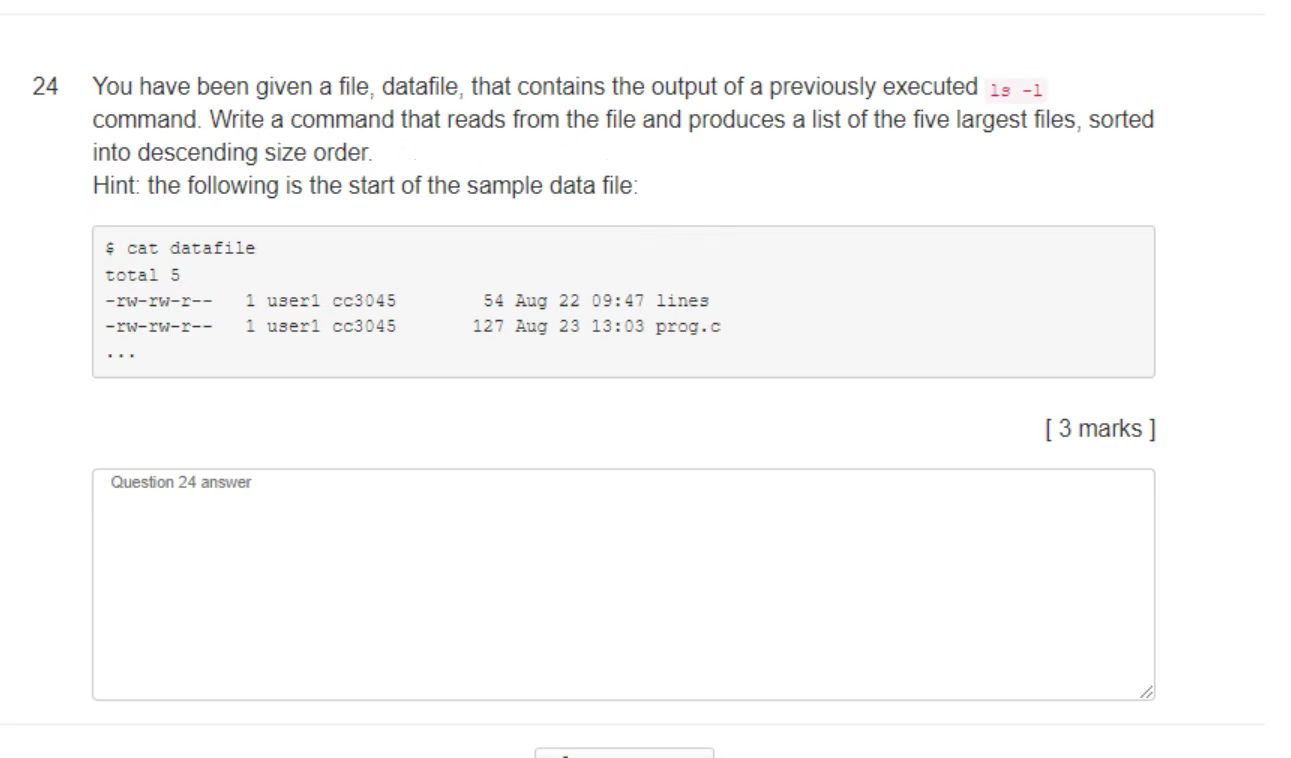 24 You have been given a file, datafile, that contains the output of a previously executed ls -l
command. Write a command that reads from the file and produces a list of the five largest files, sorted
into descending size order.
Hint: the following is the start of the sample data file:
$ cat datafile
total 5
-rw-rw-r--   1 user1 cc3045        54 Aug 22 09:47 lines
-rw-rw-r--   1 user1 cc3045       127 Aug 23 13:03 prog.c
...
[ 3 marks ]
Question 24 answer